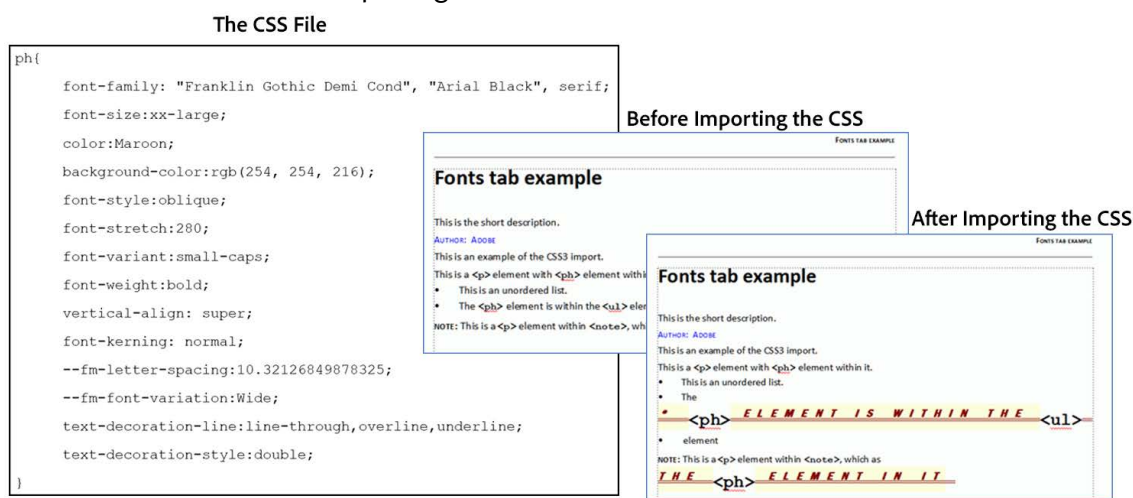 The CSS File
ph{
font-family: "Franklin Gothic Demi Cond", "Arial Black", serif;
font-size:xx-large;
color:Maroon;
background-color:rgb(254, 254, 216);
font-style:oblique;
font-stretch:280;
font-variant:small-caps;
font-weight:bold;
vertical-align: super;
font-kerning: normal;
--fm-letter-spacing:10.32126849878325;
--fm-font-variation:Wide;
text-decoration-line:line-through,overline,underline;
text-decoration-style:double;
}
Before Importing the CSS
FONTS TAB EXAMPLE
Fonts tab example
This is the short description.
AUTHOR: ADOBE
This is an example of the CSS3 import.
This is a <p> element with <ph> element withi
• This is an unordered list.
• The <ph> element is within the <ul> eler
NOTE: This is a <p> element within <note>, wh
After Importing the CSS
FONTS TAB EXAMPLE
Fonts tab example
This is the short description.
AUTHOR: ADOBE
This is an example of the CSS3 import.
This is a <p> element with <ph> element within it.
• This is an unordered list.
• The
• <ph> ELEMENT IS WITHIN THE <ul>
• element
NOTE: This is a <p> element within <note>, which as
THE <ph> ELEMENT IN IT